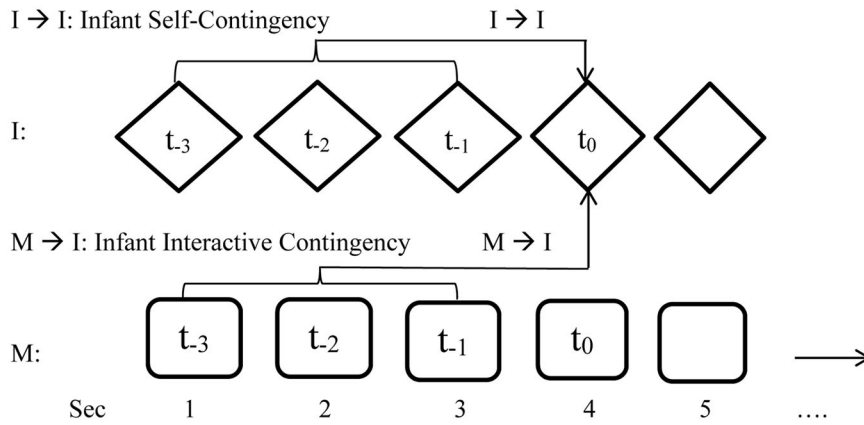 I → I: Infant Self-Contingency I → I
I: t-3 t-2 t-1 t0
M → I: Infant Interactive Contingency M → I
M: t-3 t-2 t-1 t0
Sec 1 2 3 4 5 ....